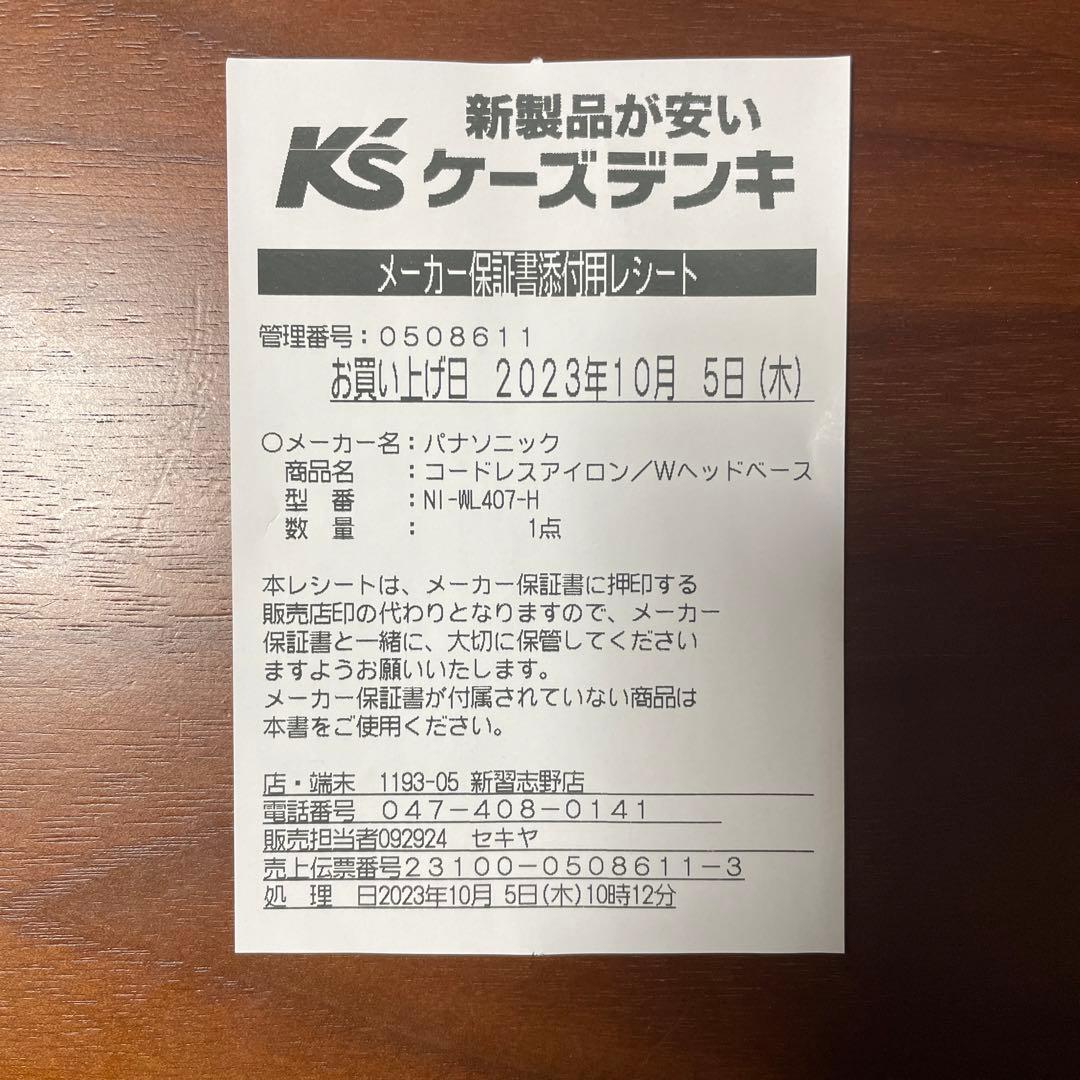 新製品が安い
K's ケーズデンキ
メーカー保証書添付用レシート
管理番号：０５０８６１１
お買い上げ日　２０２３年１０月　５日（木）
〇メーカー名：パナソニック
商品名　　：コードレスアイロン／Ｗヘッドベース
型　番　　：NI-WL407-H
数　量　　：　　　　　1点
本レシートは、メーカー保証書に押印する
販売店印の代わりとなりますので、メーカー
保証書と一緒に、大切に保管してください
ますようお願いいたします。
メーカー保証書が付属されていない商品は
本書をご使用ください。
店・端末　1193-05 新習志野店
電話番号　０４７－４０８－０１４１
販売担当者092924　セキヤ
売上伝票番号２３１００－０５０８６１１－３
処　理　日2023年10月 5日(木)10時12分